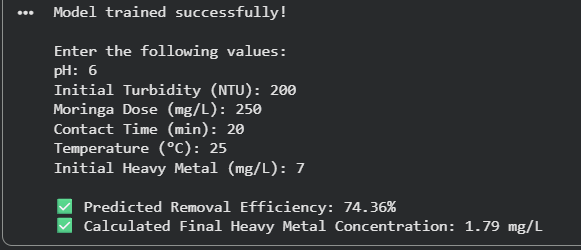 ••• Model trained successfully!
Enter the following values:
pH: 6
Initial Turbidity (NTU): 200
Moringa Dose (mg/L): 250
Contact Time (min): 20
Temperature (°C): 25
Initial Heavy Metal (mg/L): 7
✅ Predicted Removal Efficiency: 74.36%
✅ Calculated Final Heavy Metal Concentration: 1.79 mg/L